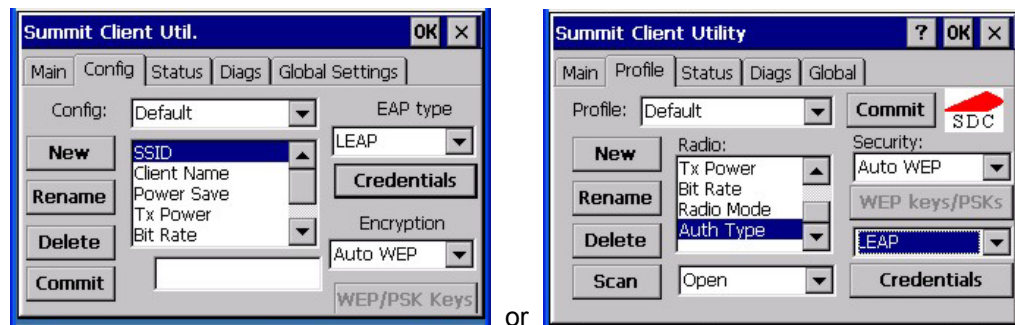 Summit Client Util. OK ×
Main Config Status Diags Global Settings
Config: Default
EAP type
LEAP
New
Rename
Delete
Commit
SSID
Client Name
Power Save
Tx Power
Bit Rate
Credentials
Encryption
Auto WEP
WEP/PSK Keys
or
Summit Client Utility ? OK ×
Main Profile Status Diags Global
Profile: Default
Commit
SDC
New
Rename
Delete
Scan
Radio:
Tx Power
Bit Rate
Radio Mode
Auth Type
Open
Security:
Auto WEP
WEP keys/PSKs
LEAP
Credentials